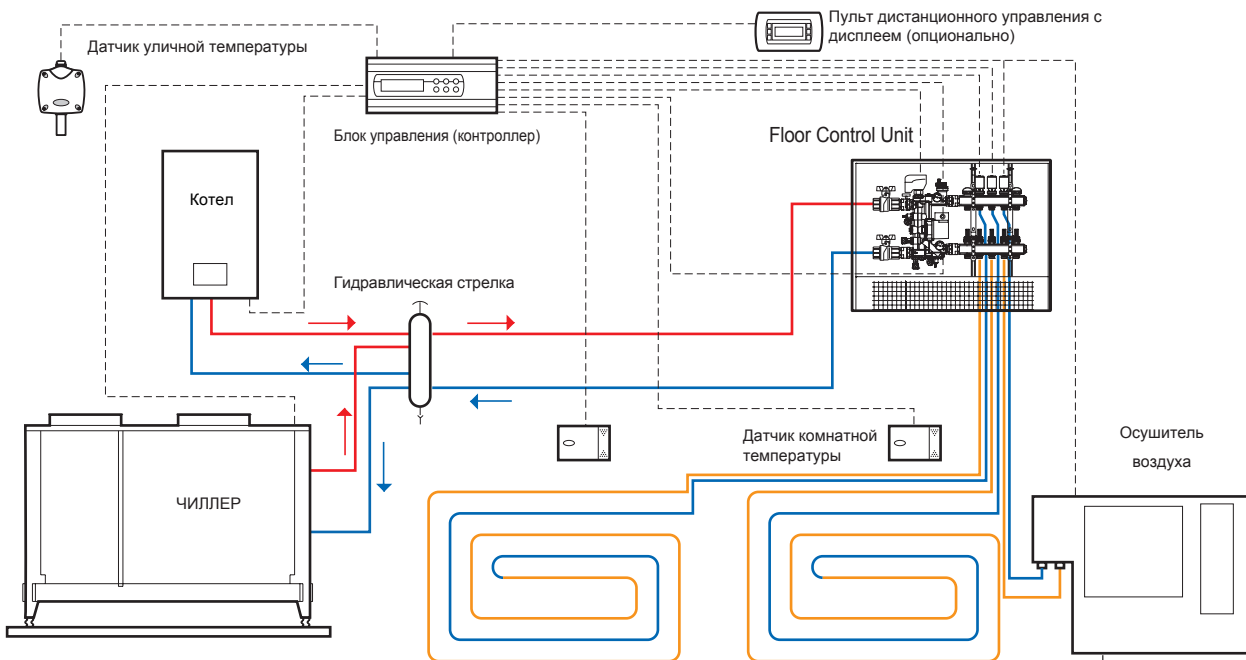 Датчик уличной температуры
Пульт дистанционного управления с
дисплеем (опционально)
Блок управления (контроллер)
Floor Control Unit
Котел
Гидравлическая стрелка
Датчик комнатной
температуры
Осушитель
воздуха
ЧИЛЛЕР